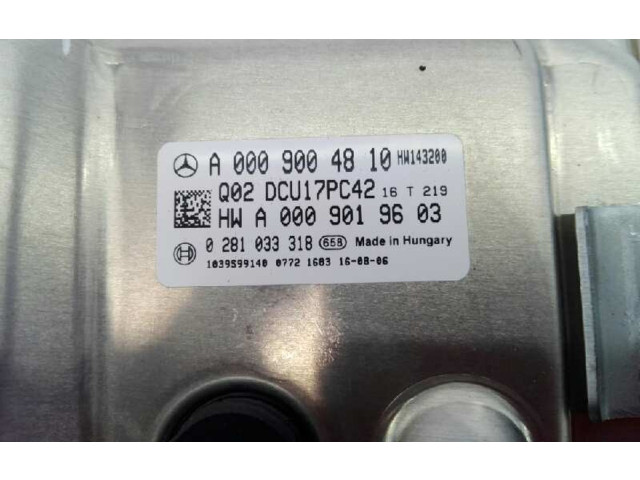 A 000 900 48 10 HW143200
Q02 DCU17PC42 16 T 219
HW A 000 901 96 03
0 281 033 318 658 Made in Hungary
1039S99140 0772 1603 16-08-06